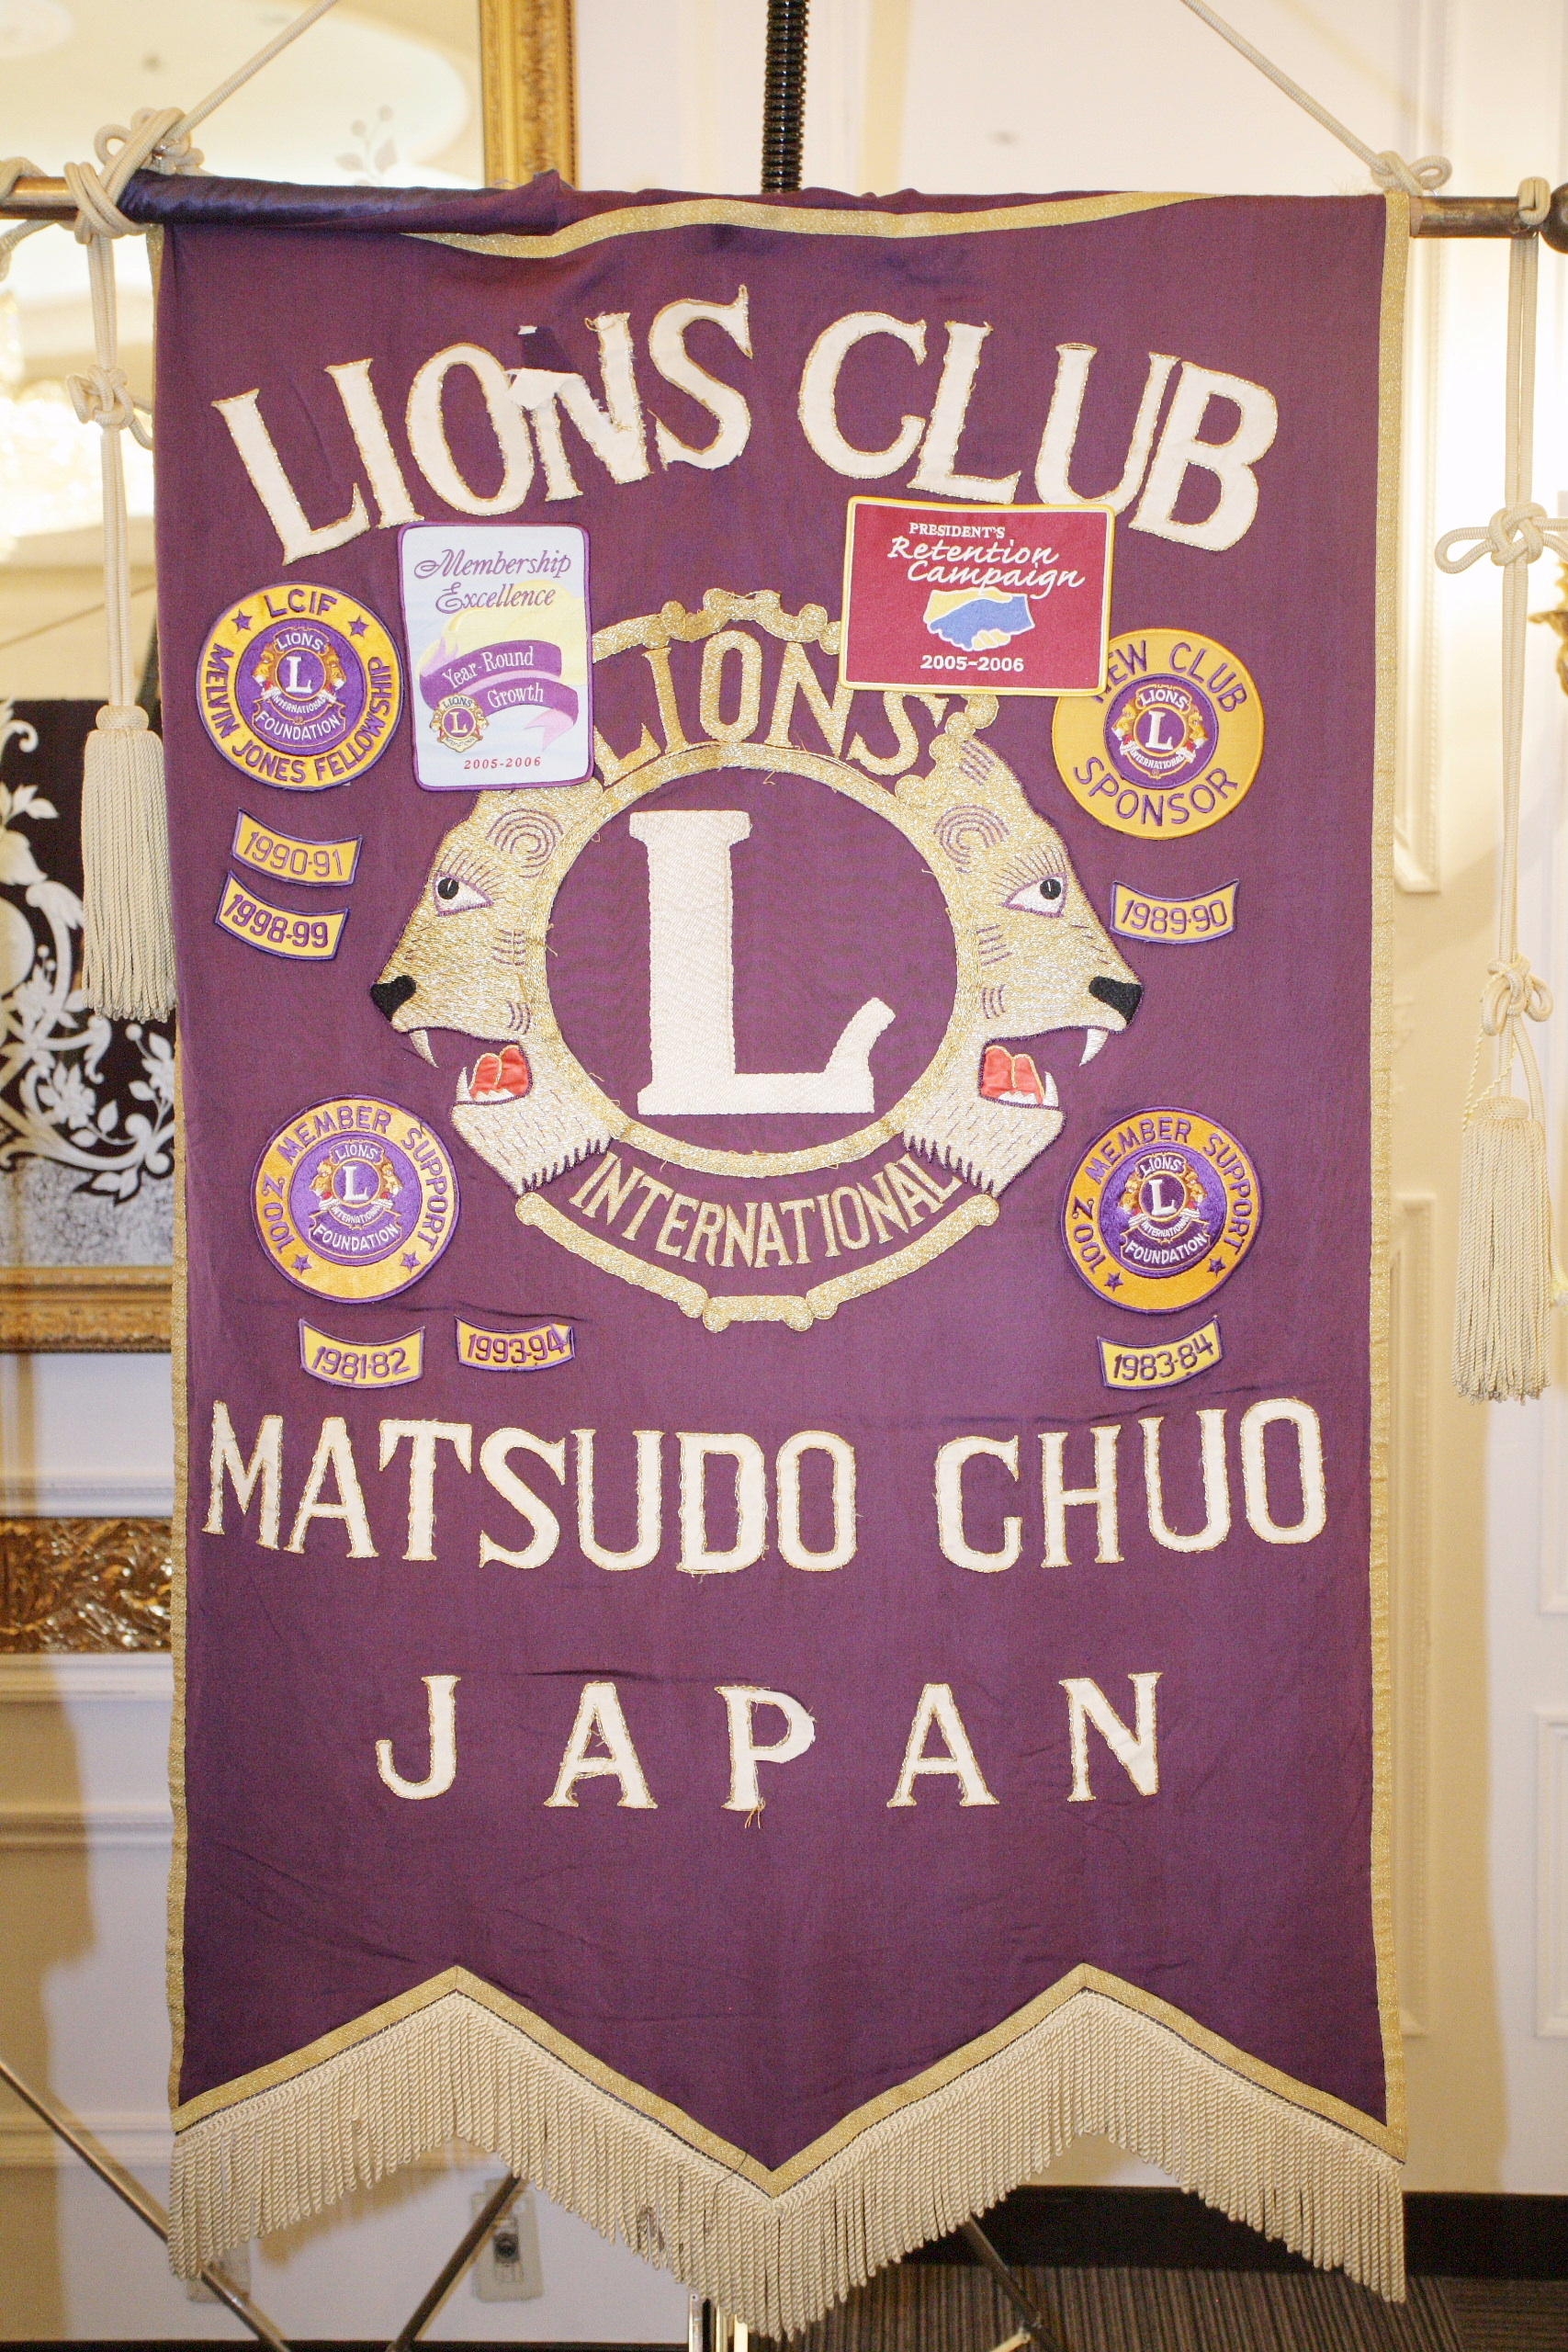 LIONS CLUB
Membership
Excellence
Year-Round
Growth
LIONS
L
2005-2006
PRESIDENT'S
Retention
Campaign
2005-2006
LCIF
MELVIN JONES FELLOWSHIP
LIONS
L
INTERNATIONAL
FOUNDATION
1990-91
1998-99
NEW CLUB
SPONSOR
LIONS
L
INTERNATIONAL
1989-90
LIONS
L
INTERNATIONAL
100% MEMBER SUPPORT
LIONS
L
INTERNATIONAL
FOUNDATION
1981-82
1993-94
100% MEMBER SUPPORT
LIONS
L
INTERNATIONAL
FOUNDATION
1983-84
MATSUDO CHUO
JAPAN